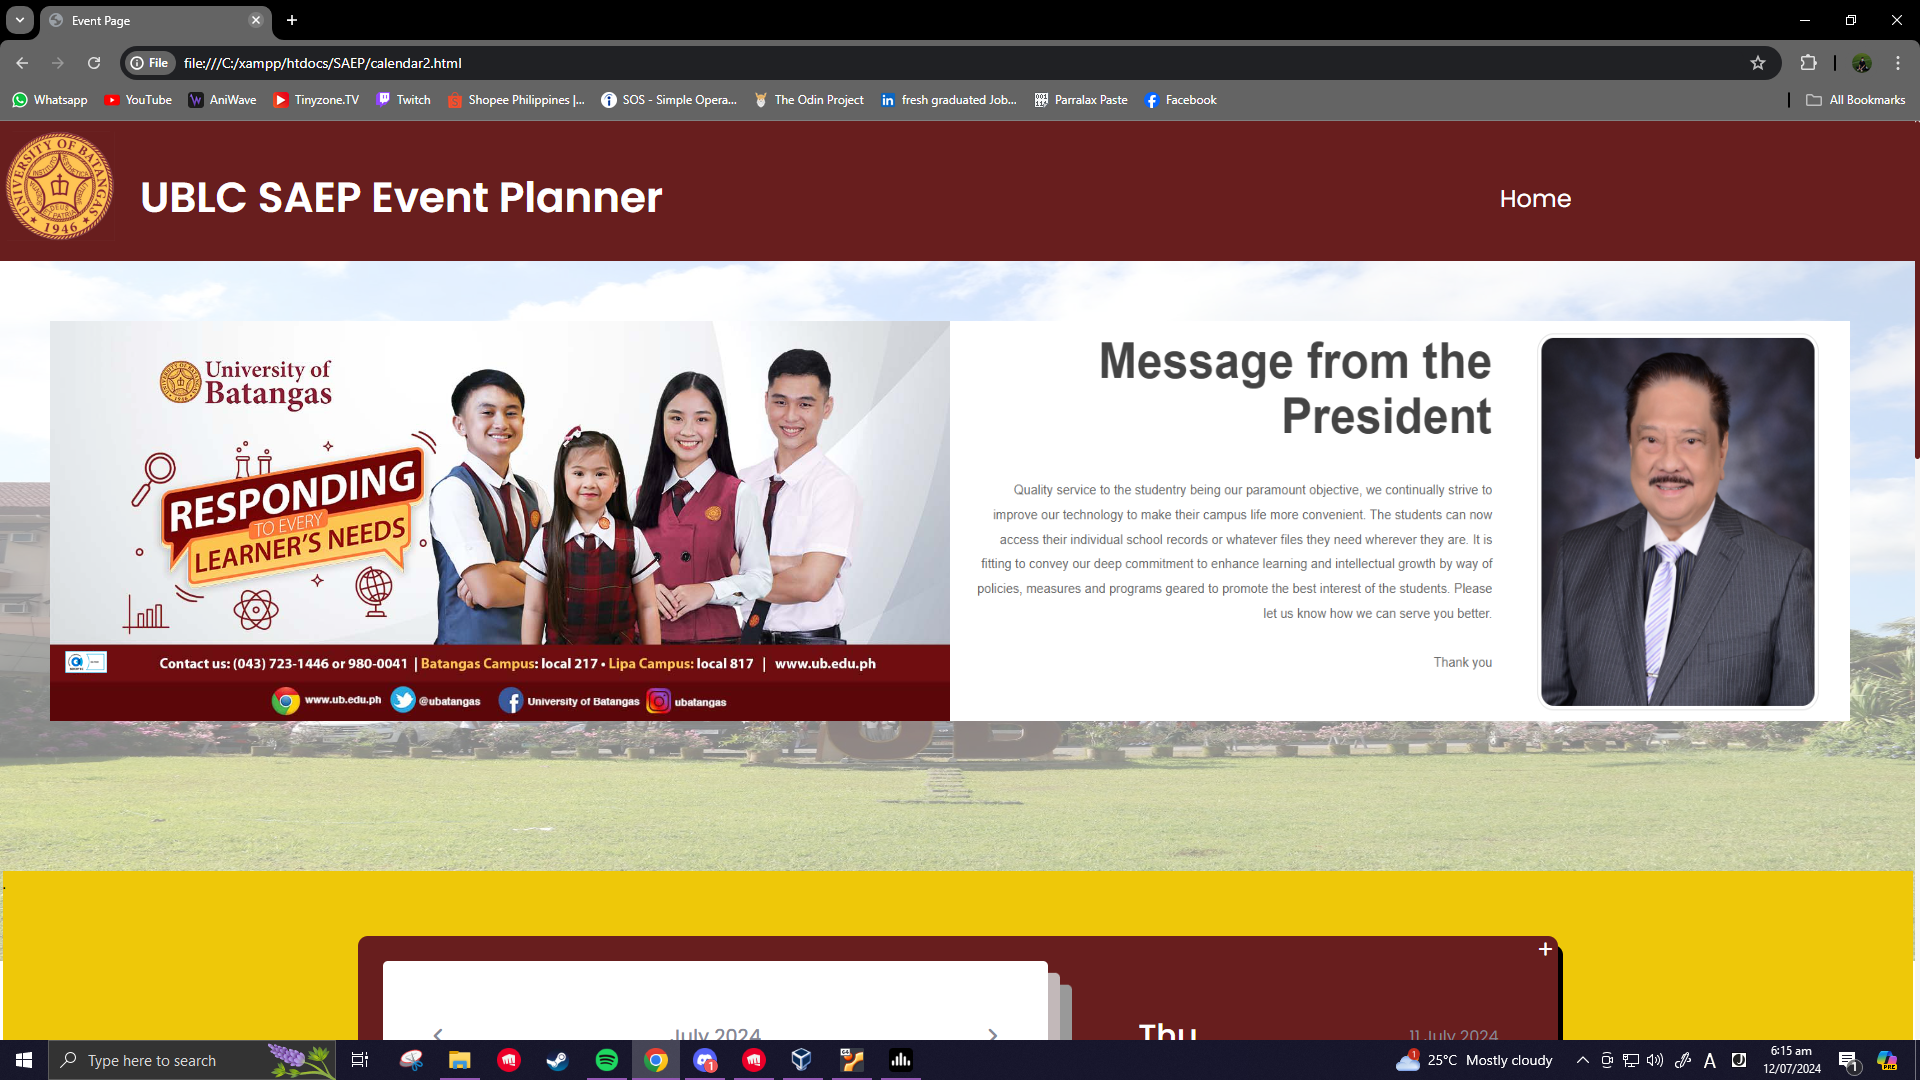 Event Page
File
file:///C:/xampp/htdocs/SAEP/calendar2.html
Whatsapp
YouTube
AniWave
Tinyzone.TV
Twitch
Shopee Philippines |...
SOS - Simple Opera...
The Odin Project
fresh graduated Job...
Parralax Paste
Facebook
All Bookmarks
UNIVERSITY OF BATANGAS
1946
UBLC SAEP Event Planner
Home
University of
Batangas
RESPONDING
TO EVERY
LEARNER'S NEEDS
Contact us: (043) 723-1446 or 980-0041 | Batangas Campus: local 217 • Lipa Campus: local 817 | www.ub.edu.ph
www.ub.edu.ph
@ubatangas
University of Batangas
ubatangas
Message from the
President
Quality service to the studentry being our paramount objective, we continually strive to
improve our technology to make their campus life more convenient. The students can now
access their individual school records or whatever files they need wherever they are. It is
fitting to convey our deep commitment to enhance learning and intellectual growth by way of
policies, measures and programs geared to promote the best interest of the students. Please
let us know how we can serve you better.
Thank you
July 2024
Thu
11 July 2024
Type here to search
25°C Mostly cloudy
6:15 am
12/07/2024